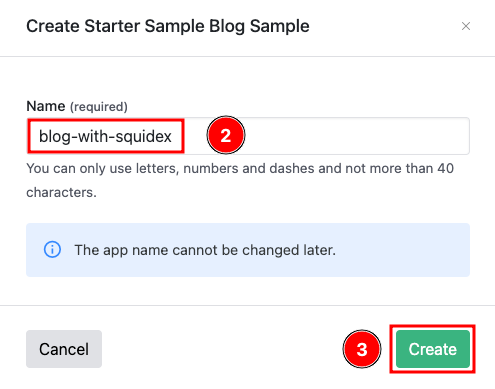 Create Starter Sample Blog Sample ×
Name (required)
blog-with-squidex 2
You can only use letters, numbers and dashes and not more than 40
characters.
The app name cannot be changed later.
Cancel 3 Create